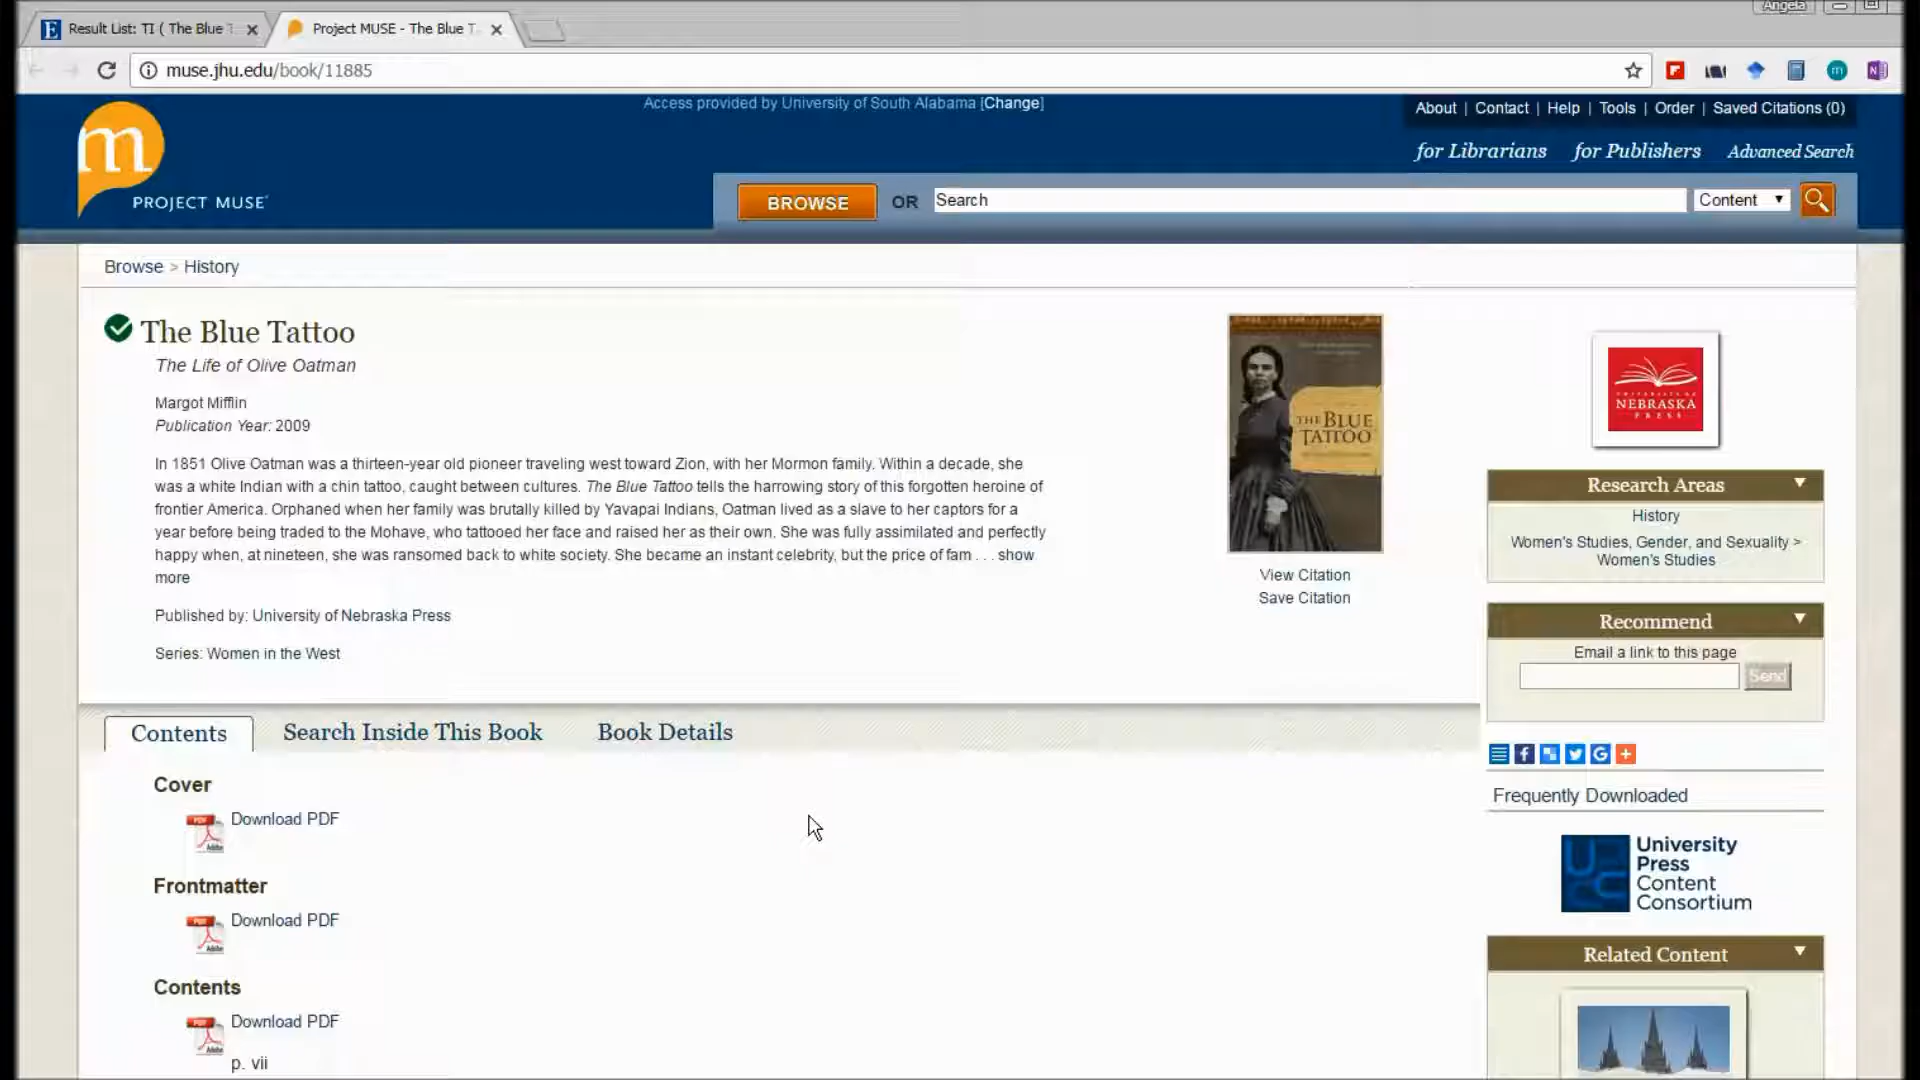 Angela
Result List: TI ( The Blue T
Project MUSE - The Blue T
muse.jhu.edu/book/11885
Access provided by University of South Alabama [Change]
About | Contact | Help | Tools | Order | Saved Citations (0)
for Librarians for Publishers Advanced Search
m
PROJECT MUSE
BROWSE OR Search Content
Browse > History
The Blue Tattoo
The Life of Olive Oatman
Margot Mifflin
Publication Year: 2009
In 1851 Olive Oatman was a thirteen-year old pioneer traveling west toward Zion, with her Mormon family. Within a decade, she
was a white Indian with a chin tattoo, caught between cultures. The Blue Tattoo tells the harrowing story of this forgotten heroine of
frontier America. Orphaned when her family was brutally killed by Yavapai Indians, Oatman lived as a slave to her captors for a
year before being traded to the Mohave, who tattooed her face and raised her as their own. She was fully assimilated and perfectly
happy when, at nineteen, she was ransomed back to white society. She became an instant celebrity, but the price of fam . . . show
more
Published by: University of Nebraska Press
Series: Women in the West
THE BLUE
TATTOO
View Citation
Save Citation
UNIVERSITY OF
NEBRASKA
PRESS
Research Areas
History
Women's Studies, Gender, and Sexuality >
Women's Studies
Recommend
Email a link to this page
Send
Contents Search Inside This Book Book Details
Cover
Download PDF
Frontmatter
Download PDF
Contents
Download PDF
p. vii
Frequently Downloaded
University
Press
Content
Consortium
Related Content